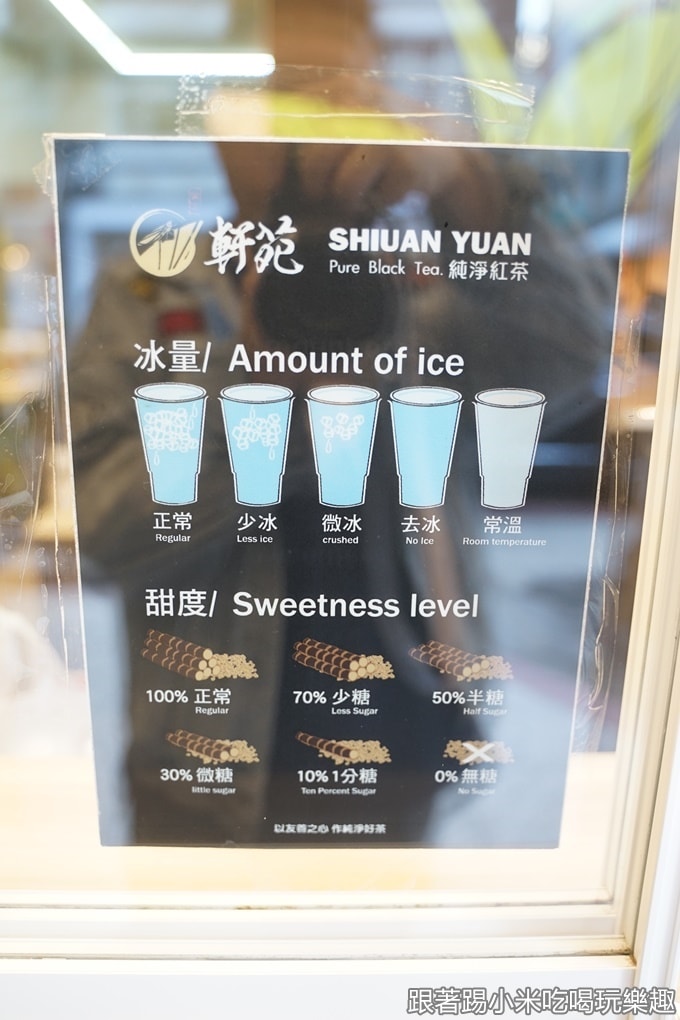 軒苑 SHIUAN YUAN
Pure Black Tea. 純淨紅茶
冰量/ Amount of ice
正常 少冰 微冰 去冰 常溫
Regular Less ice crushed No Ice Room temperature
甜度/ Sweetness level
100% 正常 70% 少糖 50% 半糖
Regular Less Sugar Half Sugar
30% 微糖 10% 1分糖 0% 無糖
little sugar Ten Percent Sugar No Sugar
以友善之心 作純淨好茶
跟著踢小米吃喝玩樂趣